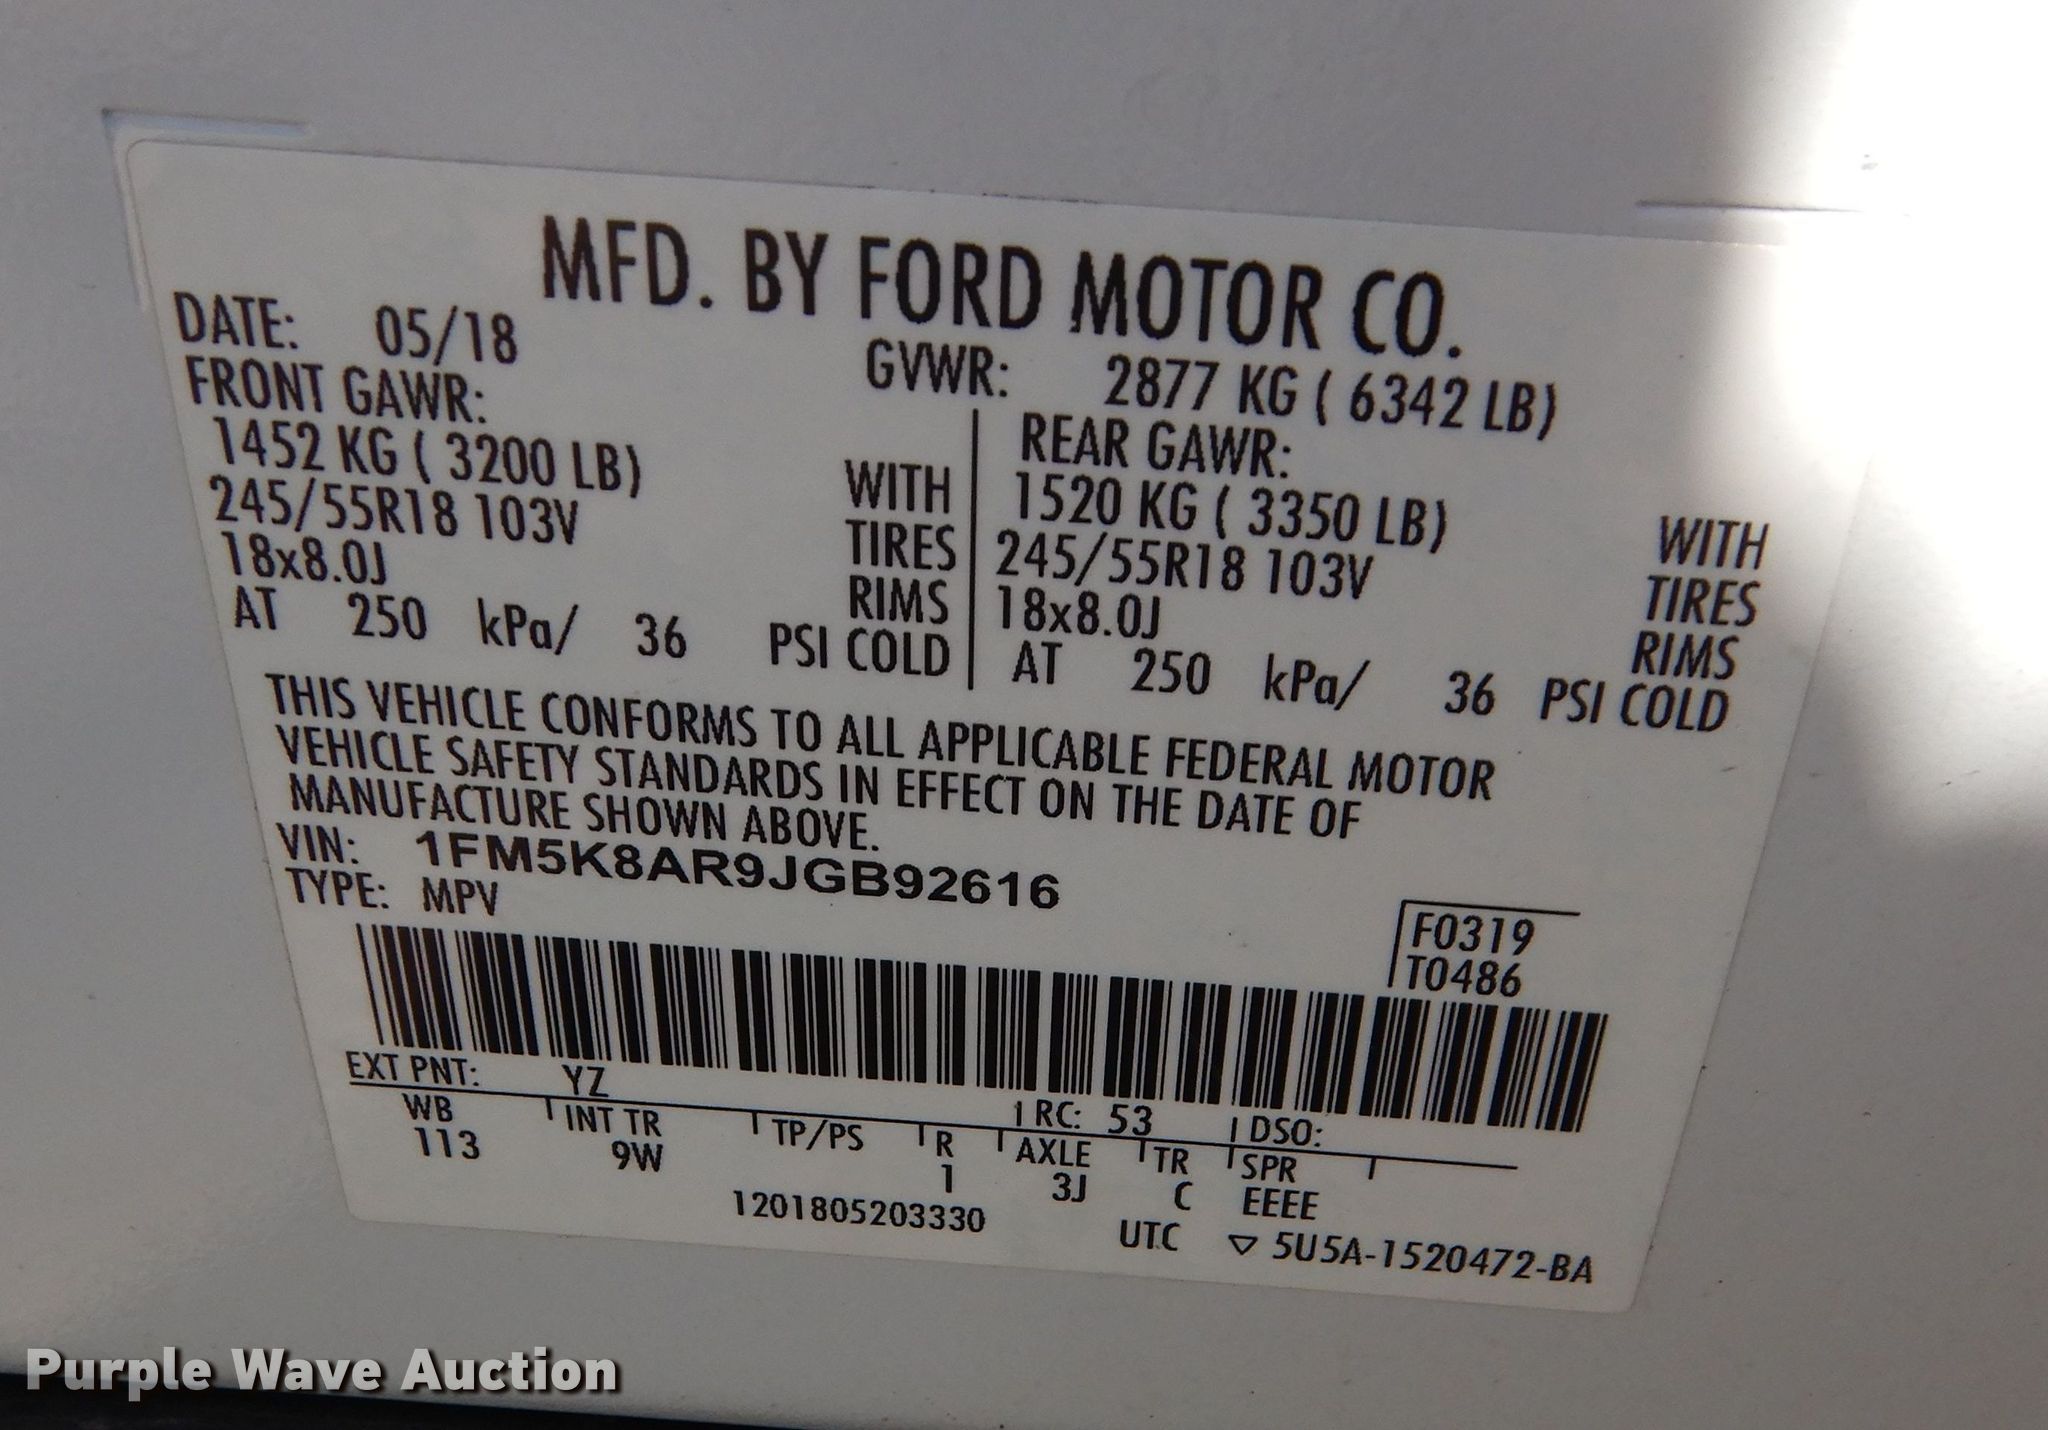 MFD. BY FORD MOTOR CO.
DATE: 05/18 GVWR: 2877 KG ( 6342 LB)
FRONT GAWR: REAR GAWR:
1452 KG ( 3200 LB) WITH 1520 KG ( 3350 LB) WITH
245/55R18 103V TIRES 245/55R18 103V TIRES
18x8.0J RIMS 18x8.0J RIMS
AT 250 kPa/ 36 PSI COLD AT 250 kPa/ 36 PSI COLD
THIS VEHICLE CONFORMS TO ALL APPLICABLE FEDERAL MOTOR
VEHICLE SAFETY STANDARDS IN EFFECT ON THE DATE OF
MANUFACTURE SHOWN ABOVE.
VIN: 1FM5K8AR9JGB92616
TYPE: MPV
F0319
T0486
EXT PNT: YZ RC: 53 DSO:
WB INT TR TP/PS R AXLE TR SPR
113 9W 1 3J C EEEE
1201805203330 UTC ▽ 5U5A-1520472-BA
Purple Wave Auction